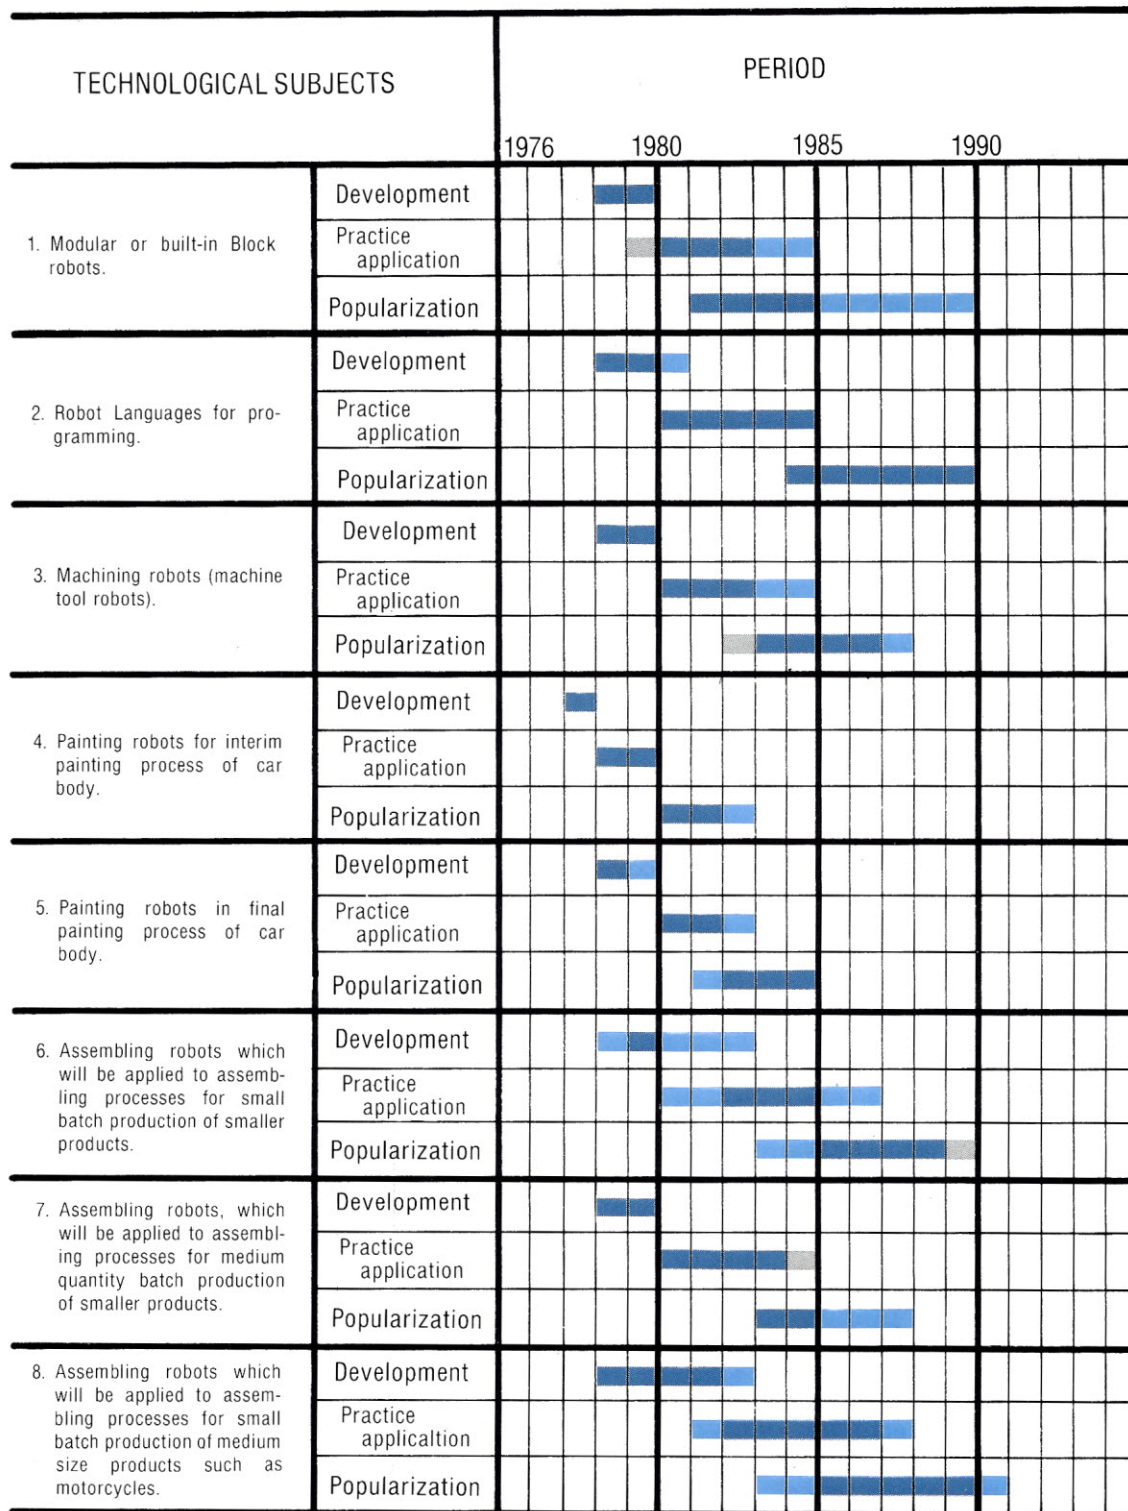 TECHNOLOGICAL SUBJECTS
PERIOD
1976 1980 1985 1990
1. Modular or built-in Block
robots.
Development
Practice
application
Popularization
2. Robot Languages for pro-
gramming.
Development
Practice
application
Popularization
3. Machining robots (machine
tool robots).
Development
Practice
application
Popularization
4. Painting robots for interim
painting process of car
body.
Development
Practice
application
Popularization
5. Painting robots in final
painting process of car
body.
Development
Practice
application
Popularization
6. Assembling robots which
will be applied to assemb-
ling processes for small
batch production of smaller
products.
Development
Practice
application
Popularization
7. Assembling robots, which
will be applied to assembl-
ing processes for medium
quantity batch production
of smaller products.
Development
Practice
application
Popularization
8. Assembling robots which
will be applied to assem-
bling processes for small
batch production of medium
size products such as
motorcycles.
Development
Practice
applicaltion
Popularization